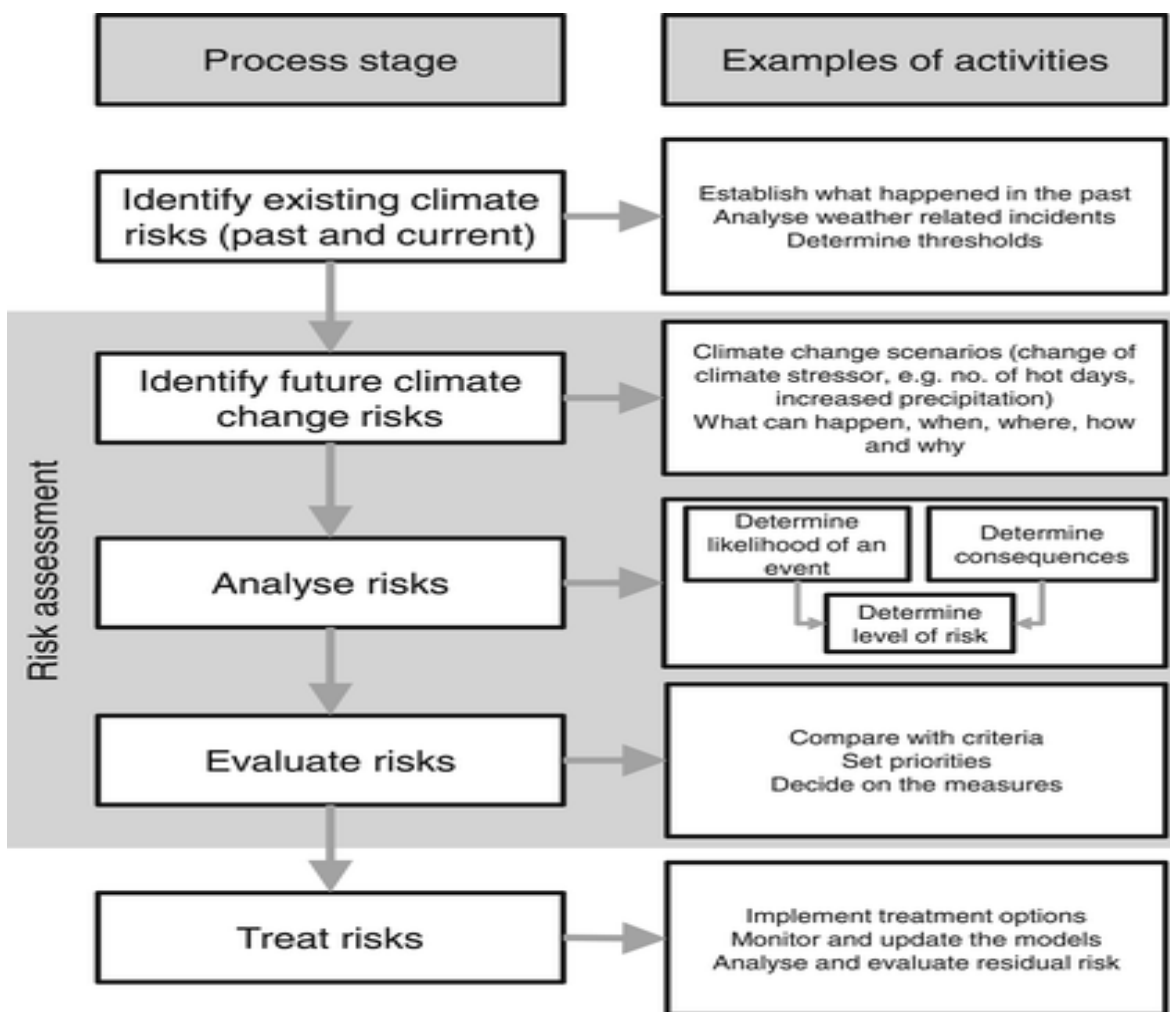 Process stage
Examples of activities
Identify existing climate
risks (past and current)
Establish what happened in the past
Analyse weather related incidents
Determine thresholds
Risk assessment
Identify future climate
change risks
Climate change scenarios (change of
climate stressor, e.g. no. of hot days,
increased precipitation)
What can happen, when, where, how
and why
Analyse risks
Determine
likelihood of an
event
Determine
consequences
Determine
level of risk
Evaluate risks
Compare with criteria
Set priorities
Decide on the measures
Treat risks
Implement treatment options
Monitor and update the models
Analyse and evaluate residual risk